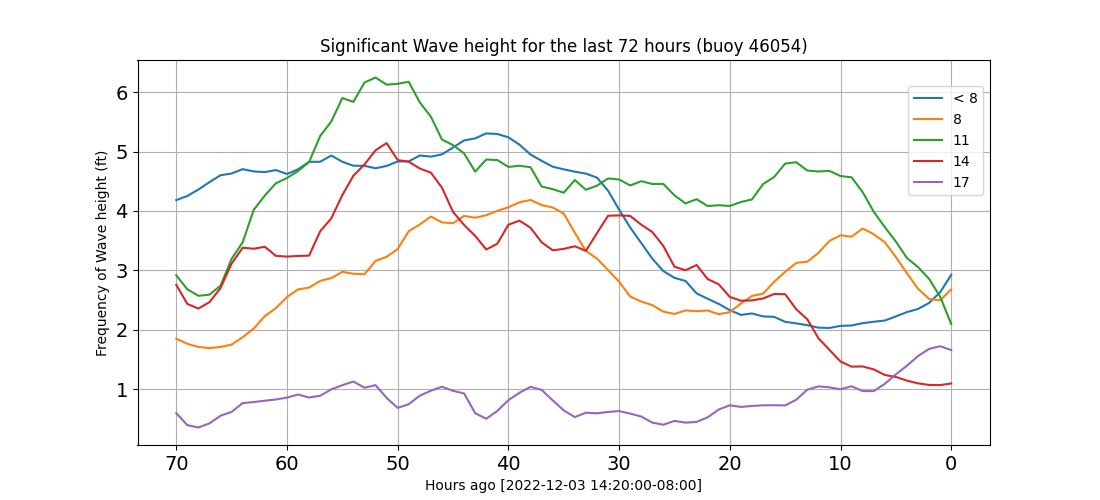 Significant Wave height for the last 72 hours (buoy 46054)
Frequency of Wave height (ft)
6
5
4
3
2
1
< 8
8
11
14
17
70 60 50 40 30 20 10 0
Hours ago [2022-12-03 14:20:00-08:00]